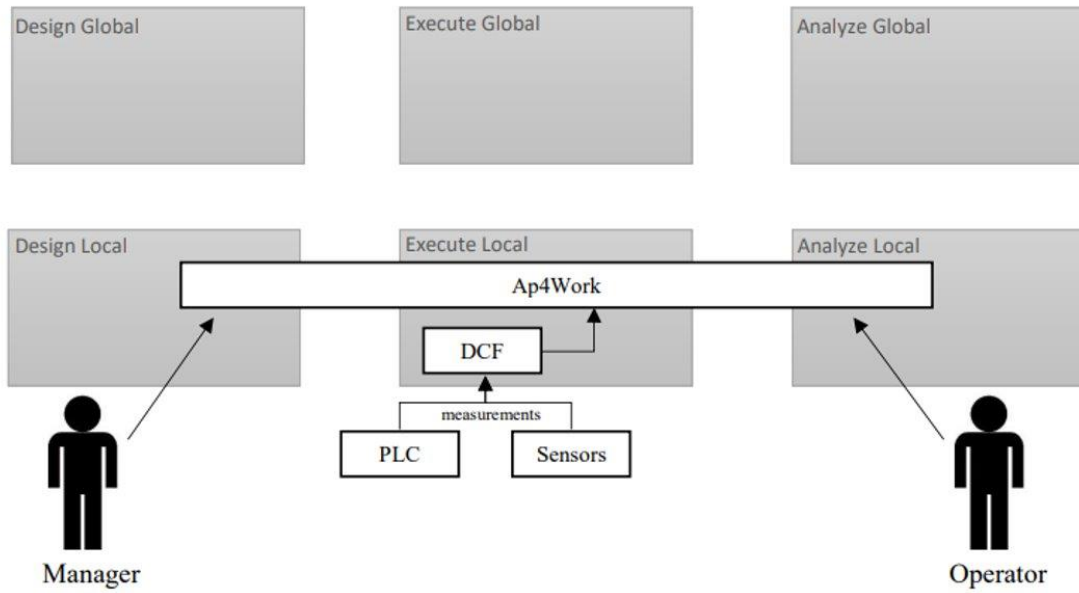 Design Global
Execute Global
Analyze Global
Design Local
Execute Local
Analyze Local
Ap4Work
DCF
measurements
PLC
Sensors
Manager
Operator